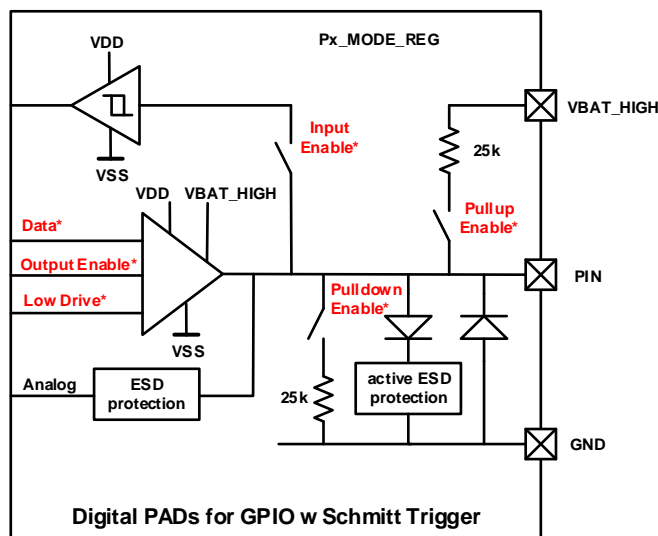 VDD
Px_MODE_REG
VBAT_HIGH
Input
Enable*
25k
VSS
VDD
VBAT_HIGH
Pullup
Enable*
Data*
Output Enable*
PIN
Pulldown
Enable*
Low Drive*
VSS
Analog
ESD
protection
25k
active ESD
protection
GND
Digital PADs for GPIO w Schmitt Trigger